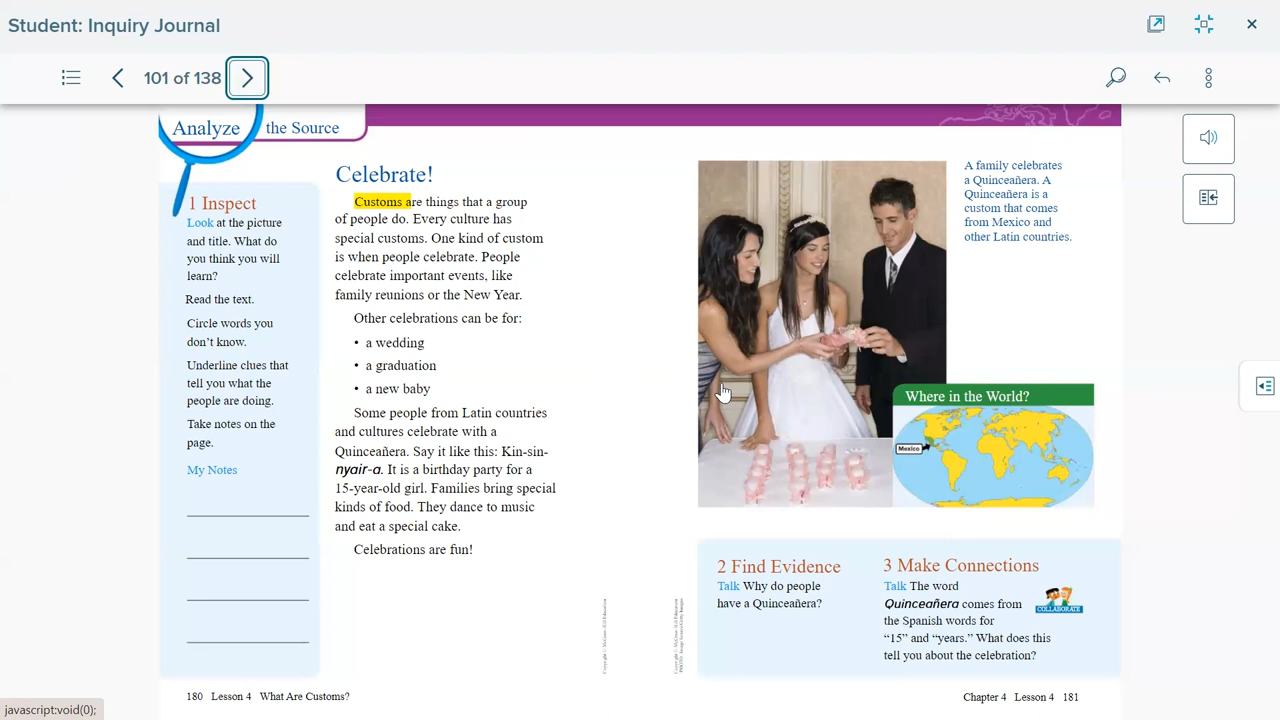 Student: Inquiry Journal
101 of 138
Analyze the Source
1 Inspect
Look at the picture
and title. What do
you think you will
learn?
Read the text.
Circle words you
don't know.
Underline clues that
tell you what the
people are doing.
Take notes on the
page.
My Notes
Celebrate!
Customs are things that a group
of people do. Every culture has
special customs. One kind of custom
is when people celebrate. People
celebrate important events, like
family reunions or the New Year.
Other celebrations can be for:
• a wedding
• a graduation
• a new baby
Some people from Latin countries
and cultures celebrate with a
Quinceañera. Say it like this: Kin-sin-
nyair-a. It is a birthday party for a
15-year-old girl. Families bring special
kinds of food. They dance to music
and eat a special cake.
Celebrations are fun!
A family celebrates
a Quinceañera. A
Quinceañera is a
custom that comes
from Mexico and
other Latin countries.
Where in the World?
Mexico
2 Find Evidence
Talk Why do people
have a Quinceañera?
3 Make Connections
Talk The word
Quinceañera comes from
the Spanish words for
“15” and “years.” What does this
tell you about the celebration?
COLLABORATE
Copyright © McGraw-Hill Education
Copyright © McGraw-Hill Education
180 Lesson 4 What Are Customs?
Chapter 4 Lesson 4 181
javascript:void(0);